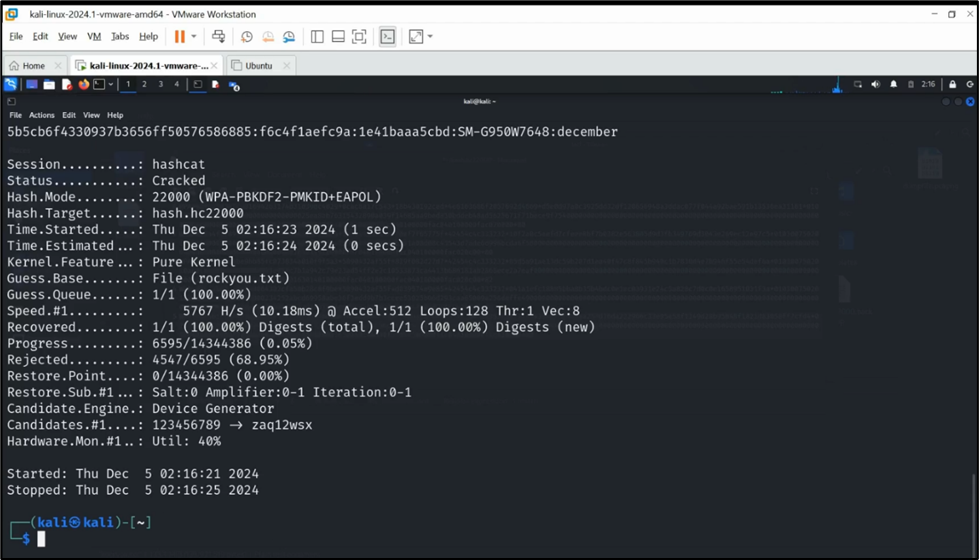 kali-linux-2024.1-vmware-amd64 - VMware Workstation
File Edit View VM Tabs Help
Home kali-linux-2024.1-vmware-... Ubuntu
1 2 3 4 2:16
kali@kali: ~
File Actions Edit View Help
5b5cb6f4330937b3656ff50576586885:f6c4f1aefc9a:1e41baaa5cbd:SM-G950W7648:december
Session..........: hashcat
Status...........: Cracked
Hash.Mode........: 22000 (WPA-PBKDF2-PMKID+EAPOL)
Hash.Target......: hash.hc22000
Time.Started.....: Thu Dec  5 02:16:23 2024 (1 sec)
Time.Estimated...: Thu Dec  5 02:16:24 2024 (0 secs)
Kernel.Feature...: Pure Kernel
Guess.Base.......: File (rockyou.txt)
Guess.Queue......: 1/1 (100.00%)
Speed.#1.........:     5767 H/s (10.18ms) @ Accel:512 Loops:128 Thr:1 Vec:8
Recovered........: 1/1 (100.00%) Digests (total), 1/1 (100.00%) Digests (new)
Progress.........: 6595/14344386 (0.05%)
Rejected.........: 4547/6595 (68.95%)
Restore.Point....: 0/14344386 (0.00%)
Restore.Sub.#1...: Salt:0 Amplifier:0-1 Iteration:0-1
Candidate.Engine.: Device Generator
Candidates.#1....: 123456789 -> zaq12wsx
Hardware.Mon.#1..: Util: 40%
Started: Thu Dec  5 02:16:21 2024
Stopped: Thu Dec  5 02:16:25 2024
(kali㉿kali)-[~]
$